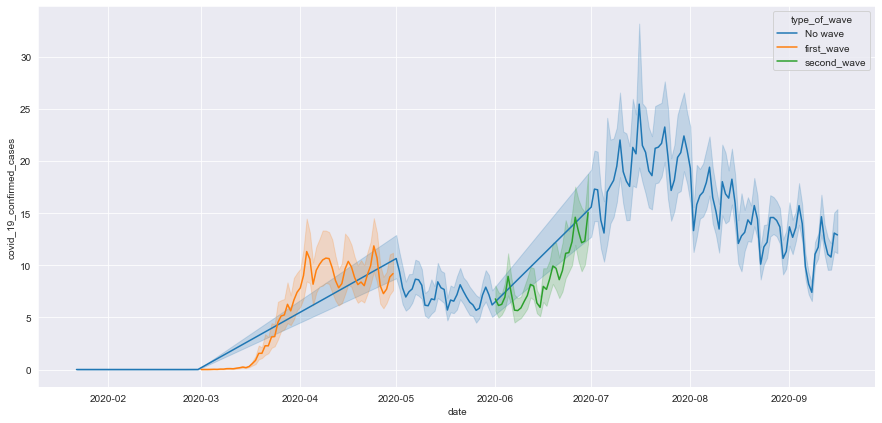 type_of_wave
No wave
first_wave
second_wave
covid_19_confirmed_cases
30
25
20
15
10
5
0
2020-02 2020-03 2020-04 2020-05 2020-06 2020-07 2020-08 2020-09
date